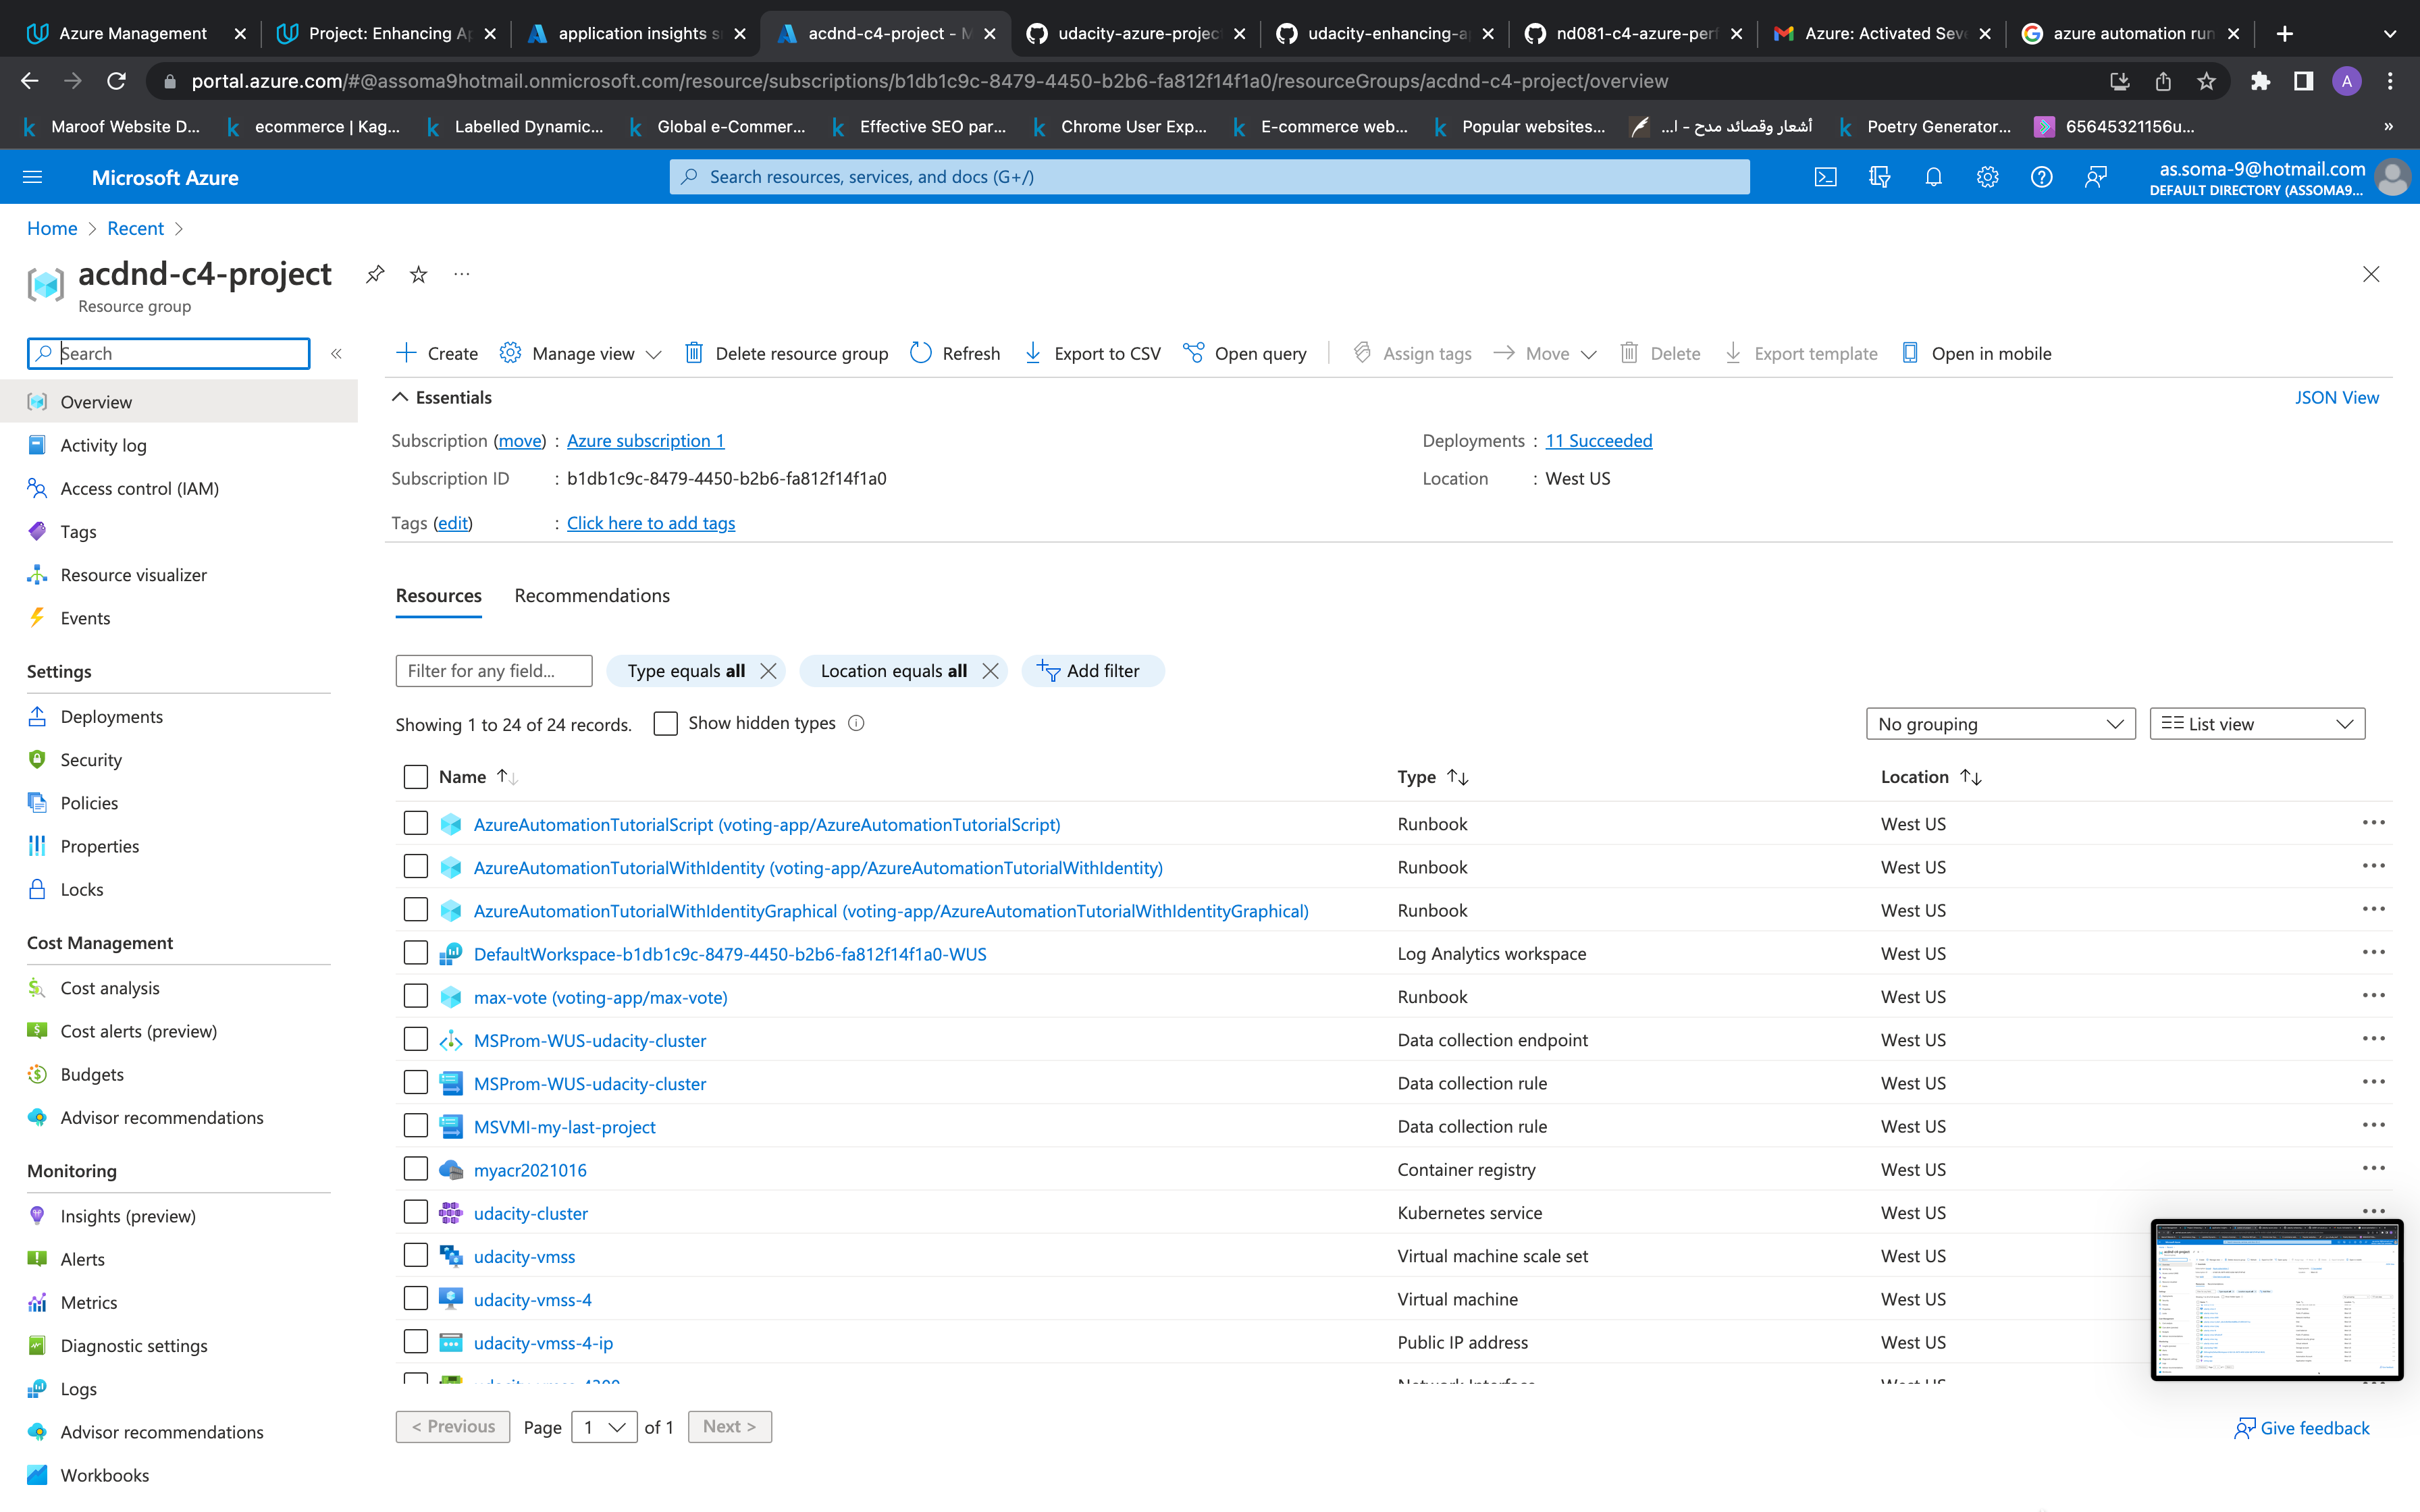 Azure Management
Project: Enhancing Ap
application insights s
acdnd-c4-project - M
udacity-azure-project
udacity-enhancing-a
nd081-c4-azure-perf
Azure: Activated Seve
azure automation run
portal.azure.com/#@assoma9hotmail.onmicrosoft.com/resource/subscriptions/b1db1c9c-8479-4450-b2b6-fa812f14f1a0/resourceGroups/acdnd-c4-project/overview
A
Maroof Website D...
ecommerce | Kag...
Labelled Dynamic...
Global e-Commer...
Effective SEO par...
Chrome User Exp...
E-commerce web...
Popular websites...
أشعار وقصائد مدح - ا...
Poetry Generator...
65645321156u...
»
Microsoft Azure
Search resources, services, and docs (G+/)
as.soma-9@hotmail.com
DEFAULT DIRECTORY (ASSOMA9...
Home > Recent >
acdnd-c4-project
Resource group
Search
Create
Manage view
Delete resource group
Refresh
Export to CSV
Open query
Assign tags
Move
Delete
Export template
Open in mobile
Overview
Activity log
Access control (IAM)
Tags
Resource visualizer
Events
Settings
Deployments
Security
Policies
Properties
Locks
Cost Management
Cost analysis
Cost alerts (preview)
Budgets
Advisor recommendations
Monitoring
Insights (preview)
Alerts
Metrics
Diagnostic settings
Logs
Advisor recommendations
Workbooks
Essentials
JSON View
Subscription (move) : Azure subscription 1
Deployments : 11 Succeeded
Subscription ID : b1db1c9c-8479-4450-b2b6-fa812f14f1a0
Location : West US
Tags (edit) : Click here to add tags
Resources
Recommendations
Filter for any field...
Type equals all
Location equals all
Add filter
Showing 1 to 24 of 24 records.
Show hidden types
No grouping
List view
Name Type Location
AzureAutomationTutorialScript (voting-app/AzureAutomationTutorialScript) Runbook West US
AzureAutomationTutorialWithIdentity (voting-app/AzureAutomationTutorialWithIdentity) Runbook West US
AzureAutomationTutorialWithIdentityGraphical (voting-app/AzureAutomationTutorialWithIdentityGraphical) Runbook West US
DefaultWorkspace-b1db1c9c-8479-4450-b2b6-fa812f14f1a0-WUS Log Analytics workspace West US
max-vote (voting-app/max-vote) Runbook West US
MSProm-WUS-udacity-cluster Data collection endpoint West US
MSProm-WUS-udacity-cluster Data collection rule West US
MSVMI-my-last-project Data collection rule West US
myacr2021016 Container registry West US
udacity-cluster Kubernetes service West US
udacity-vmss Virtual machine scale set West US
udacity-vmss-4 Virtual machine West US
udacity-vmss-4-ip Public IP address West US
< Previous
Page 1 of 1
Next >
Give feedback